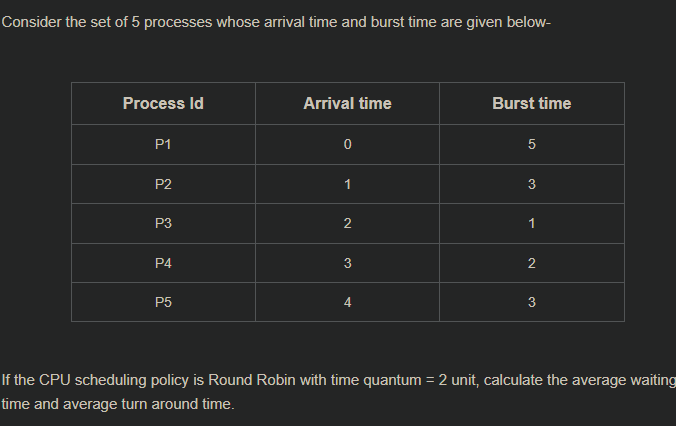 Consider the set of 5 processes whose arrival time and burst time are given below-
Process Id Arrival time Burst time
P1 0 5
P2 1 3
P3 2 1
P4 3 2
P5 4 3
If the CPU scheduling policy is Round Robin with time quantum = 2 unit, calculate the average waiting
time and average turn around time.